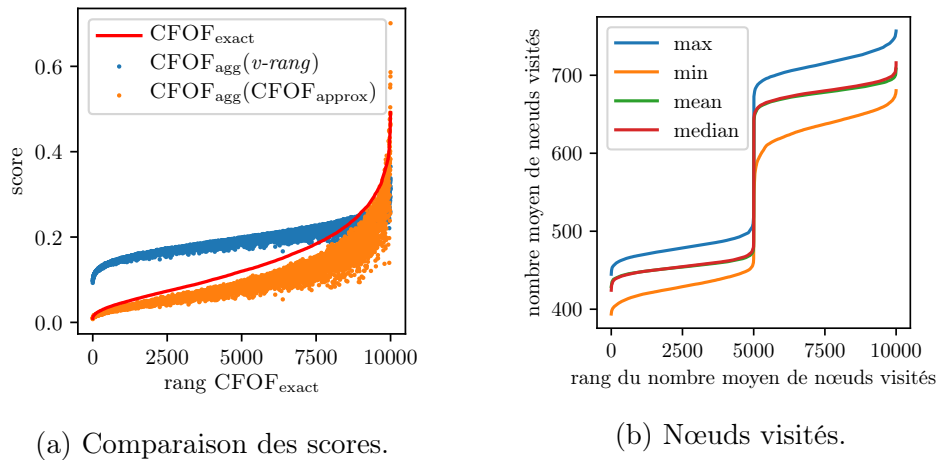 CFOF_exact
CFOF_agg(v-rang)
CFOF_agg(CFOF_approx)
score
0.6
0.4
0.2
0.0
0 2500 5000 7500 10000
rang CFOF_exact
(a) Comparaison des scores.
max
min
mean
median
nombre moyen de nœuds visités
700
600
500
400
0 2500 5000 7500 10000
rang du nombre moyen de nœuds visités
(b) Nœuds visités.